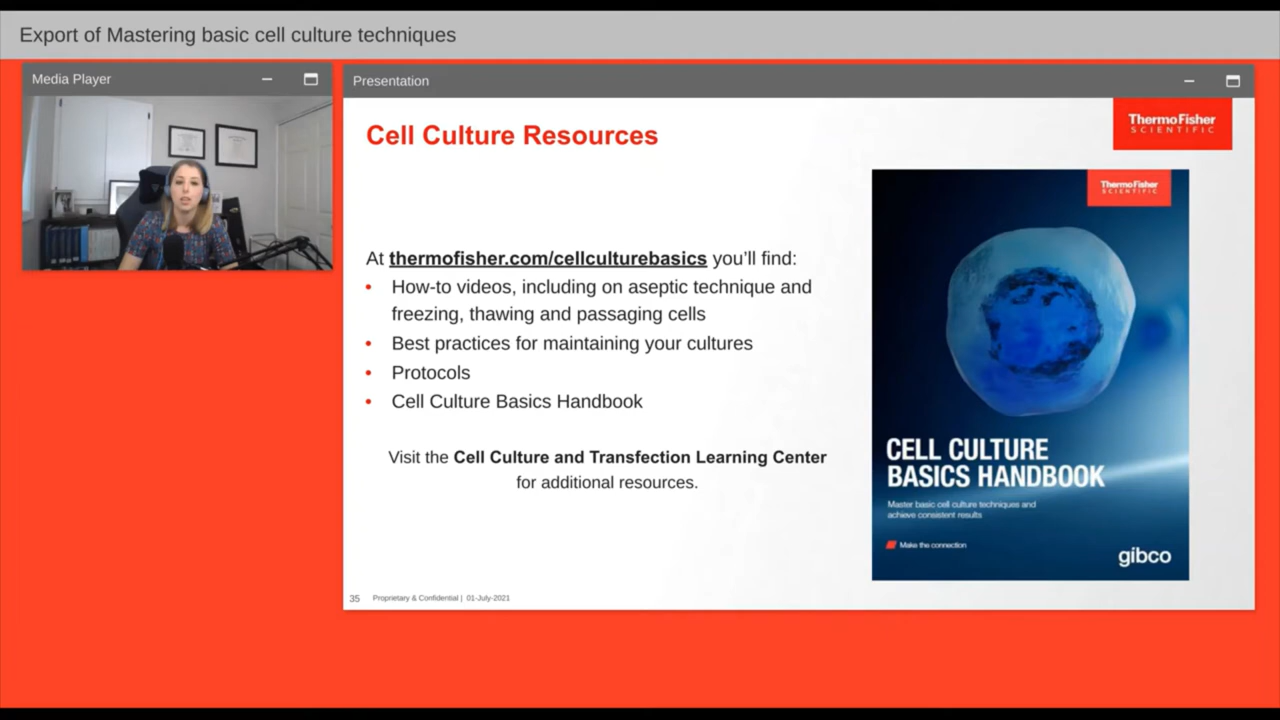 Export of Mastering basic cell culture techniques
Media Player
Presentation
ThermoFisher
SCIENTIFIC
Cell Culture Resources
At thermofisher.com/cellculturebasics you’ll find:
• How-to videos, including on aseptic technique and
freezing, thawing and passaging cells
• Best practices for maintaining your cultures
• Protocols
• Cell Culture Basics Handbook
Visit the Cell Culture and Transfection Learning Center
for additional resources.
ThermoFisher
SCIENTIFIC
CELL CULTURE
BASICS HANDBOOK
Master basic cell culture techniques and
achieve consistent results
Make the connection
gibco
35 Proprietary & Confidential | 01-July-2021